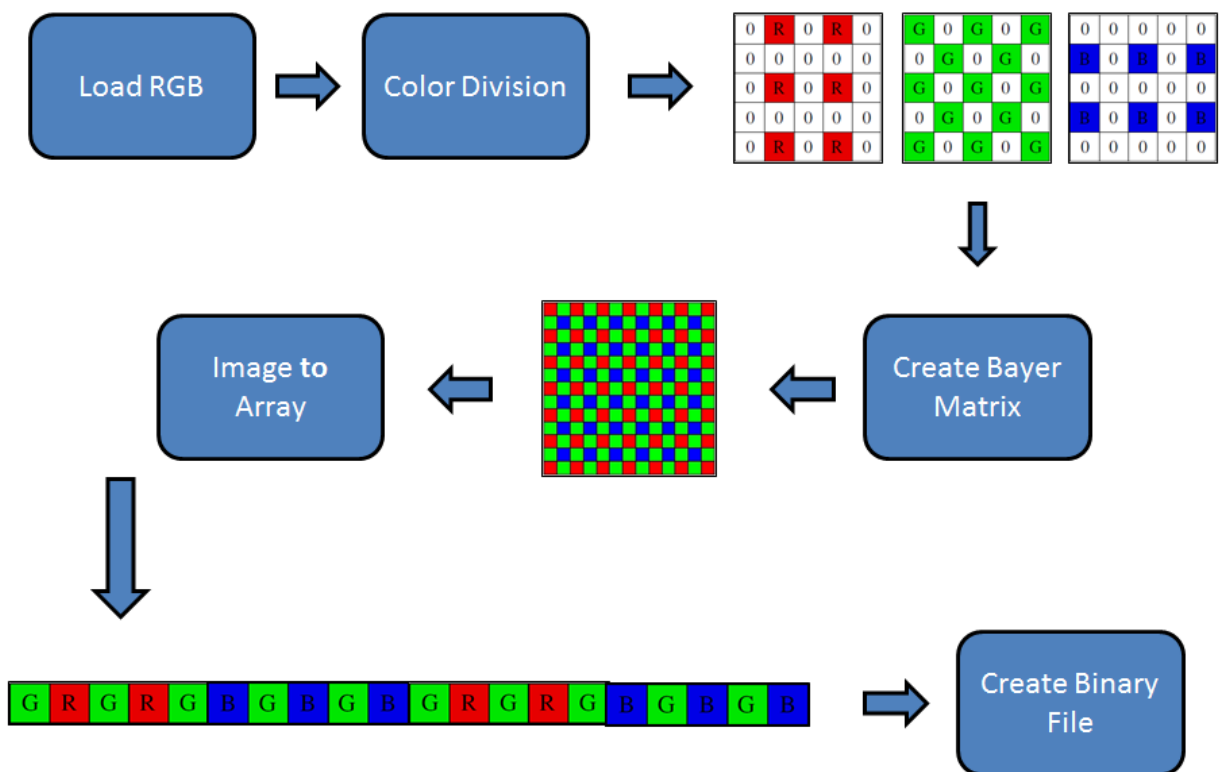 Load RGB
Color Division
0 R 0 R 0
0 0 0 0 0
0 R 0 R 0
0 0 0 0 0
0 R 0 R 0
G 0 G 0 G
0 G 0 G 0
G 0 G 0 G
0 G 0 G 0
G 0 G 0 G
0 0 0 0 0
B 0 B 0 B
0 0 0 0 0
B 0 B 0 B
0 0 0 0 0
Image to
Array
Create Bayer
Matrix
G R G R G B G B G B G R G R G B G B G B
Create Binary
File